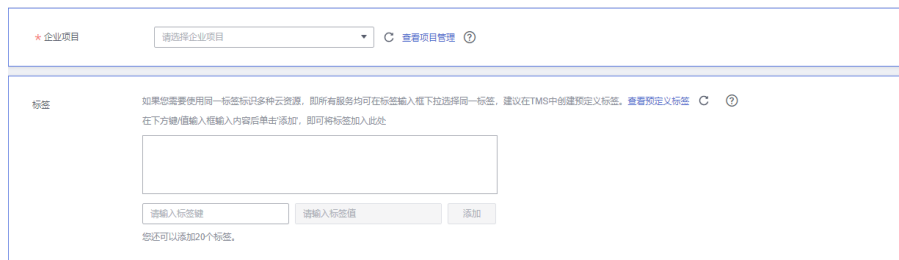 * 企业项目 请选择企业项目 查看项目管理 ?
标签 如果您需要使用同一标签标识多种云资源，即所有服务均可在标签输入框下拉选择同一标签，建议在TMS中创建预定义标签。查看预定义标签 ?
在下方键/值输入框输入内容后单击'添加'，即可将标签加入此处
请输入标签键 请输入标签值 添加
您还可以添加20个标签。